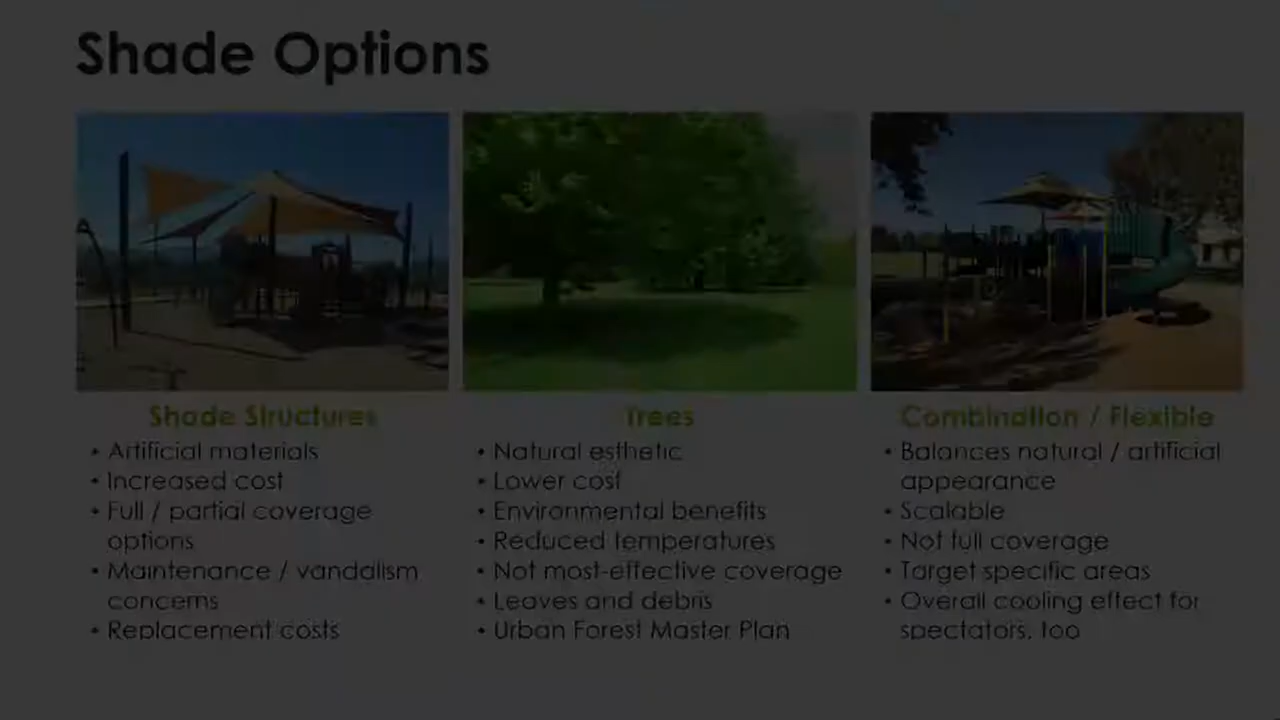 Shade Options
Shade Structures
• Artificial materials
• Increased cost
• Full / partial coverage
options
• Maintenance / vandalism
concerns
• Replacement costs
Trees
• Natural esthetic
• Lower cost
• Environmental benefits
• Reduced temperatures
• Not most-effective coverage
• Leaves and debris
• Urban Forest Master Plan
Combination / Flexible
• Balances natural / artificial
appearance
• Scalable
• Not full coverage
• Target specific areas
• Overall cooling effect for
spectators, too